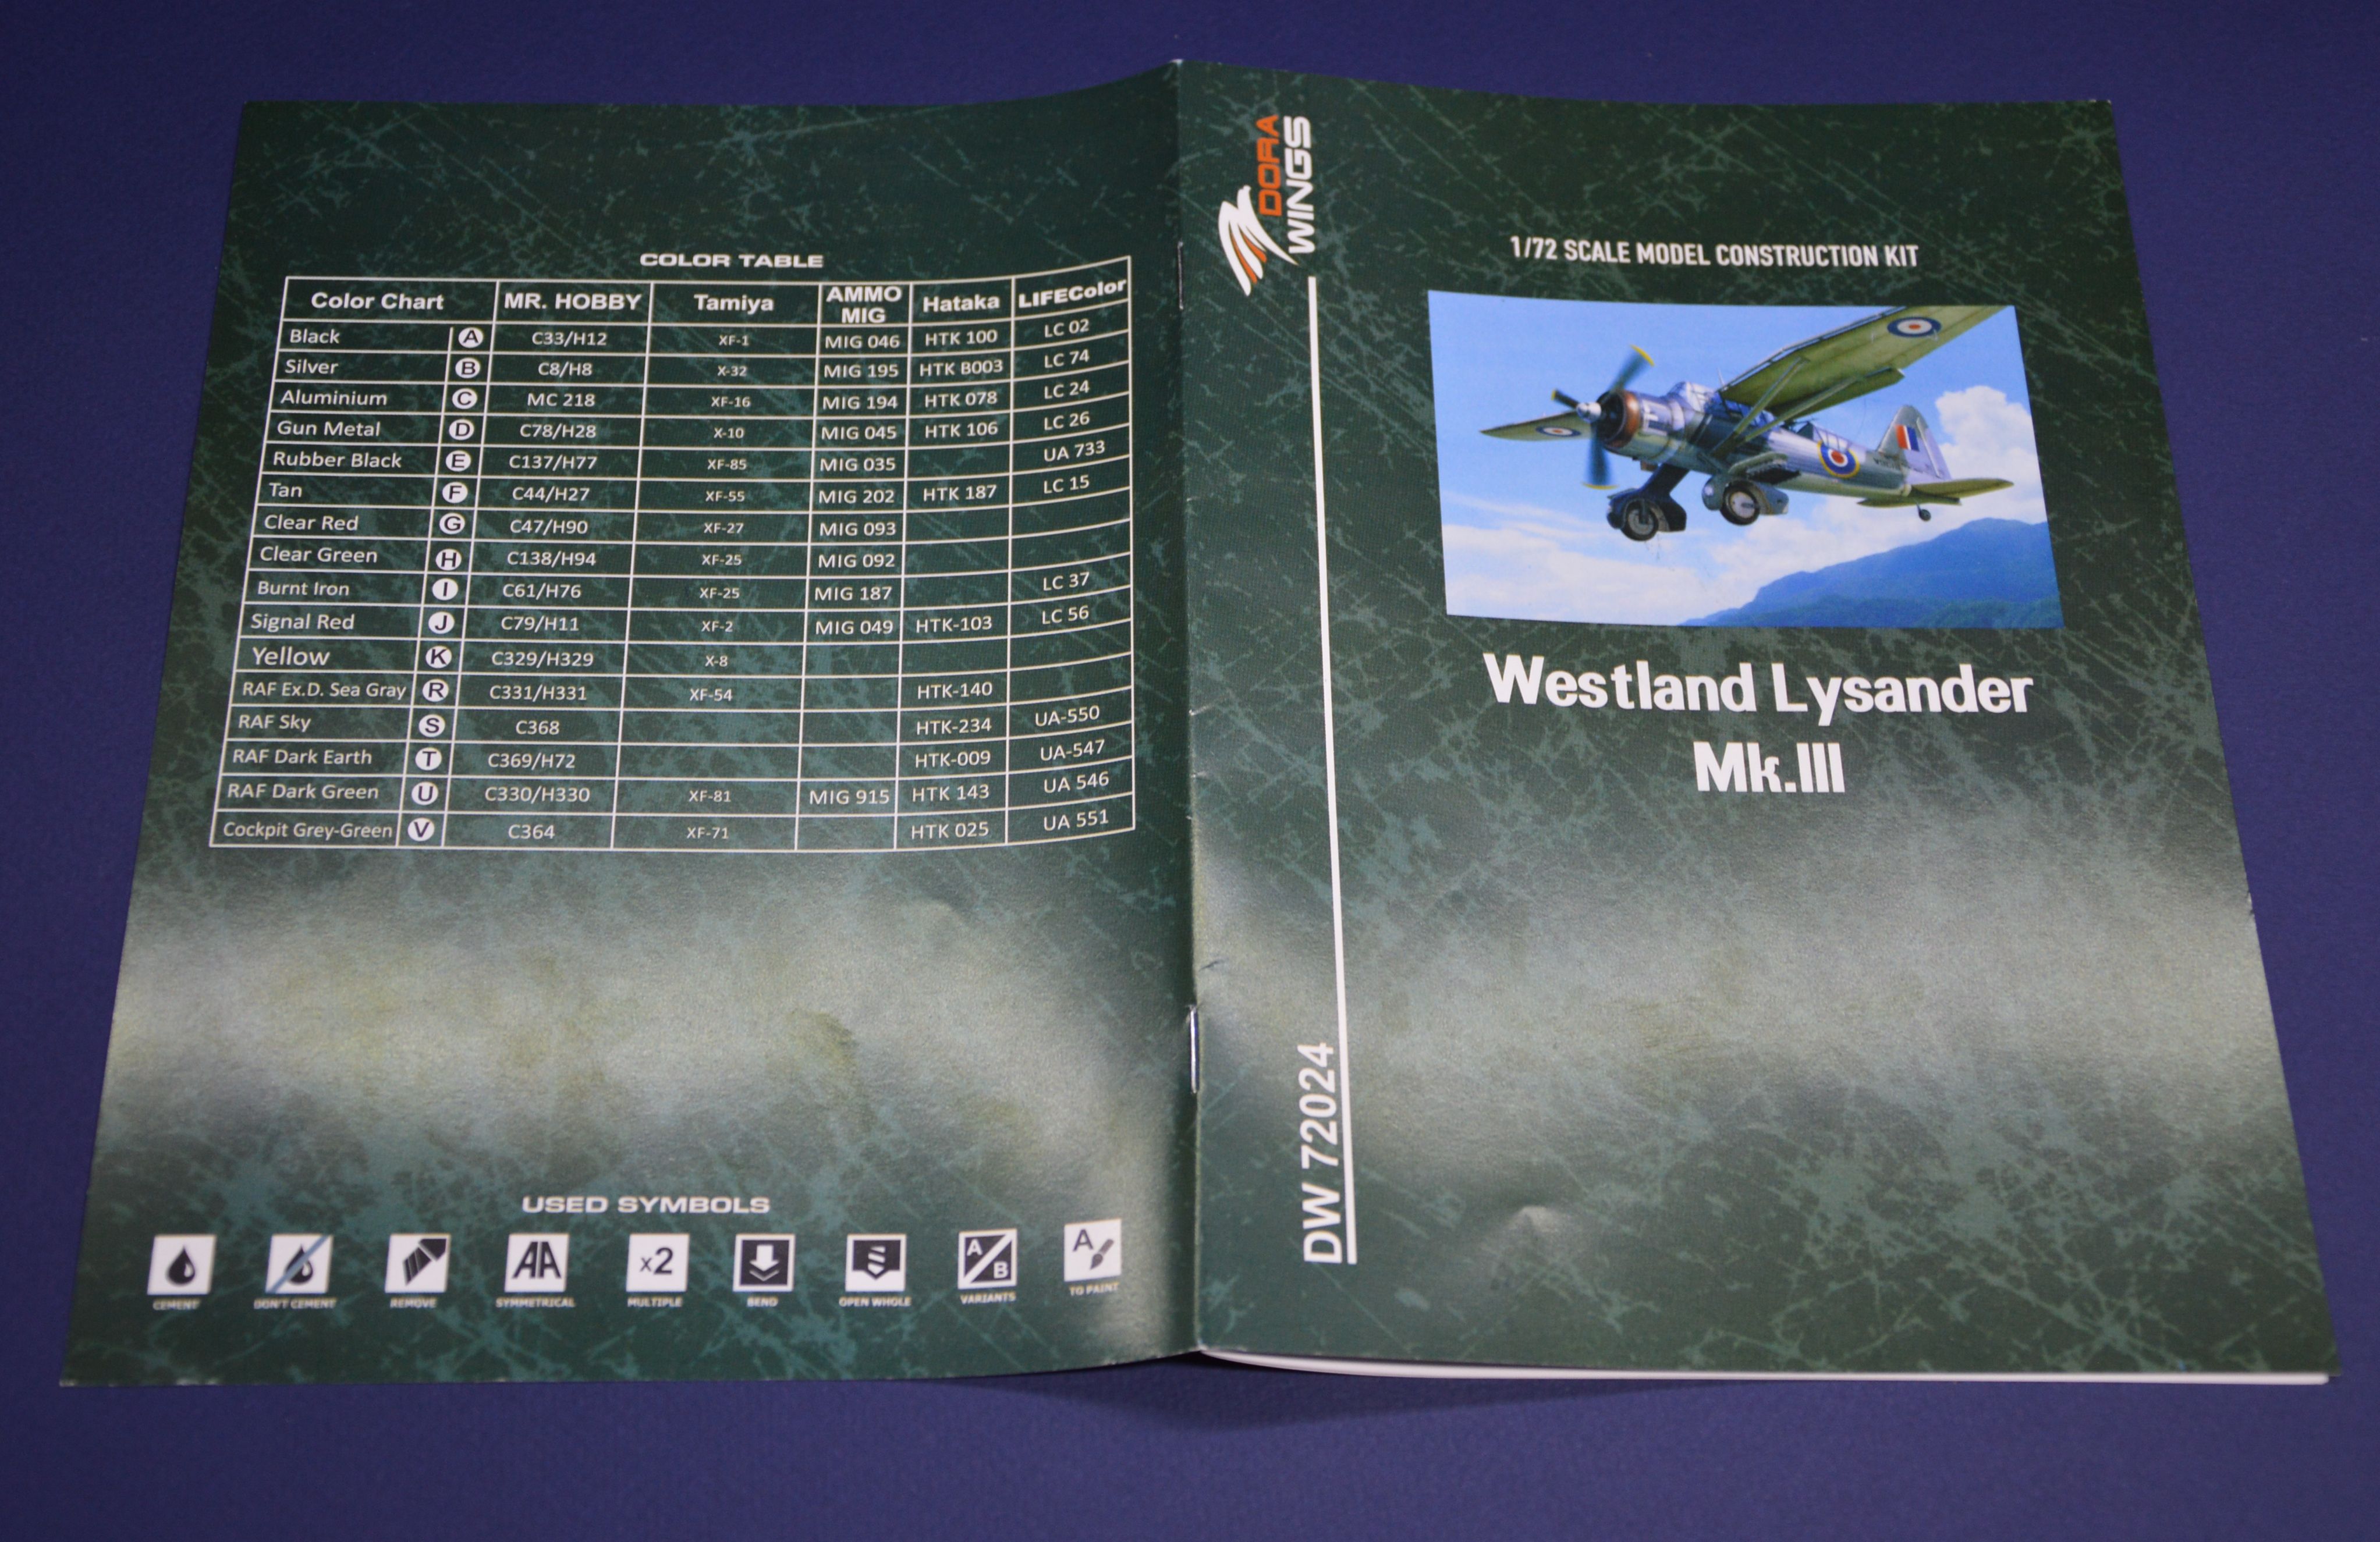 COLOR TABLE
Color Chart MR. HOBBY Tamiya AMMO MIG Hataka LIFEColor
Black A C33/H12 XF-1 MIG 046 HTK 100 LC 02
Silver B C8/H8 X-32 MIG 195 HTK B003 LC 74
Aluminium C MC 218 XF-16 MIG 194 HTK 078 LC 24
Gun Metal D C78/H28 X-10 MIG 045 HTK 106 LC 26
Rubber Black E C137/H77 XF-85 MIG 035 UA 733
Tan F C44/H27 XF-55 MIG 202 HTK 187 LC 15
Clear Red G C47/H90 XF-27 MIG 093
Clear Green H C138/H94 XF-25 MIG 092
Burnt Iron I C61/H76 XF-25 MIG 187 LC 37
Signal Red J C79/H11 XF-2 MIG 049 HTK-103 LC 56
Yellow K C329/H329 X-8
RAF Ex.D. Sea Gray R C331/H331 XF-54 HTK-140
RAF Sky S C368 HTK-234 UA-550
RAF Dark Earth T C369/H72 HTK-009 UA-547
RAF Dark Green U C330/H330 XF-81 MIG 915 HTK 143 UA 546
Cockpit Grey-Green V C364 XF-71 HTK 025 UA 551
USED SYMBOLS
AA x2 A B A
CEMENT DON'T CEMENT REMOVE SYMMETRICAL MULTIPLE BEND OPEN WHOLE VARIANTS TO PAINT
DORA
WINGS
1/72 SCALE MODEL CONSTRUCTION KIT
Westland Lysander
Mk.III
DW 72024